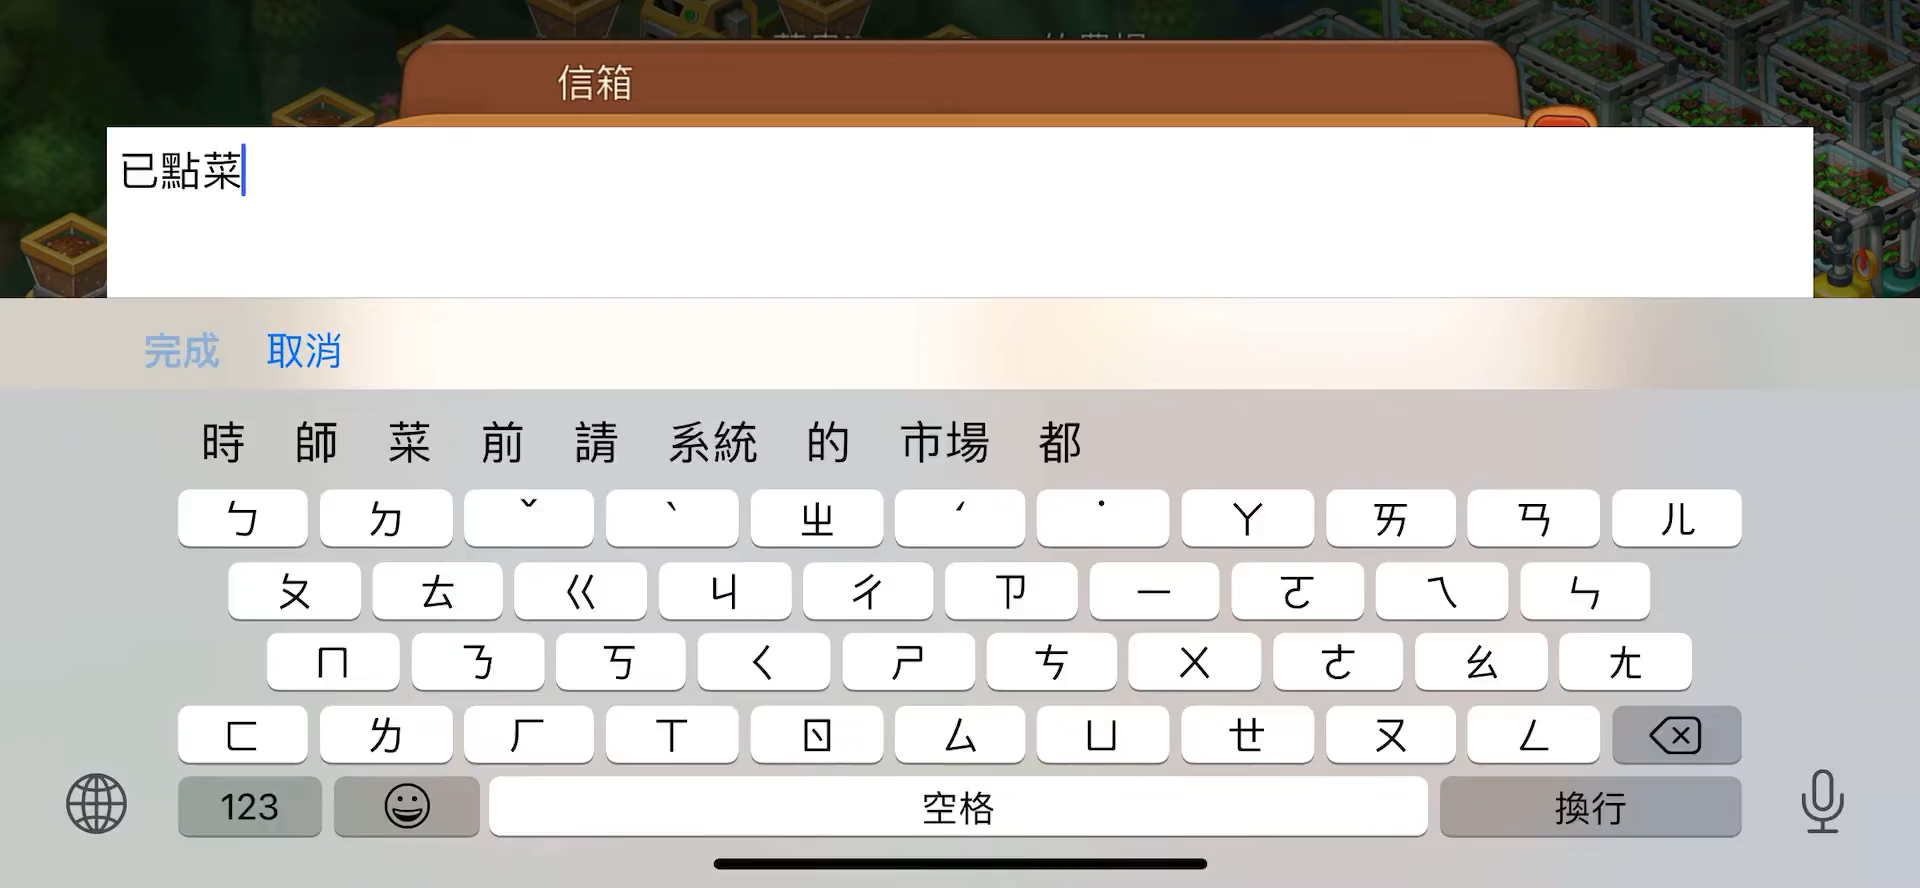 信箱
已點菜
完成 取消
時 師 菜 前 請 系統 的 市場 都
ㄅ ㄉ ˇ ˋ ㄓ ˊ ˙ ㄚ ㄞ ㄢ ㄦ
ㄆ ㄊ ㄍ ㄐ ㄔ ㄗ ㄧ ㄛ ㄟ ㄣ
ㄇ ㄋ ㄎ ㄑ ㄕ ㄘ ㄨ ㄜ ㄠ ㄤ
ㄈ ㄌ ㄏ ㄒ ㄖ ㄙ ㄩ ㄝ ㄡ ㄥ
123 空格 換行